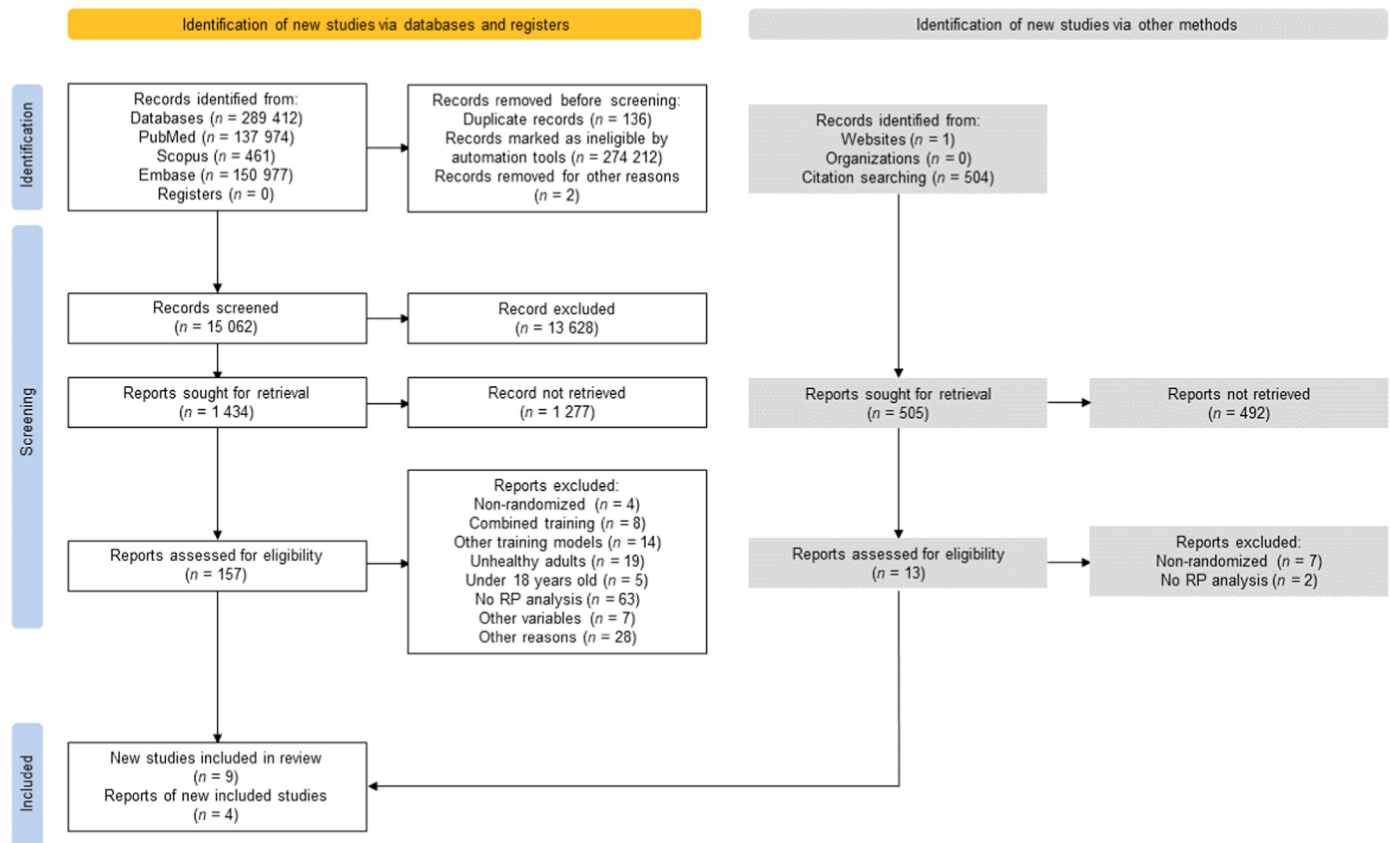 Identification of new studies via databases and registers
Identification of new studies via other methods
Identification
Records identified from:
Databases (n = 289 412)
PubMed (n = 137 974)
Scopus (n = 461)
Embase (n = 150 977)
Registers (n = 0)
Records removed before screening:
Duplicate records (n = 136)
Records marked as ineligible by
automation tools (n = 274 212)
Records removed for other reasons
(n = 2)
Records identified from:
Websites (n = 1)
Organizations (n = 0)
Citation searching (n = 504)
Screening
Records screened
(n = 15 062)
Record excluded
(n = 13 628)
Reports sought for retrieval
(n = 1 434)
Record not retrieved
(n = 1 277)
Reports sought for retrieval
(n = 505)
Reports not retrieved
(n = 492)
Reports assessed for eligibility
(n = 157)
Reports excluded:
Non-randomized (n = 4)
Combined training (n = 8)
Other training models (n = 14)
Unhealthy adults (n = 19)
Under 18 years old (n = 5)
No RP analysis (n = 63)
Other variables (n = 7)
Other reasons (n = 28)
Reports assessed for eligibility
(n = 13)
Reports excluded:
Non-randomized (n = 7)
No RP analysis (n = 2)
Included
New studies included in review
(n = 9)
Reports of new included studies
(n = 4)